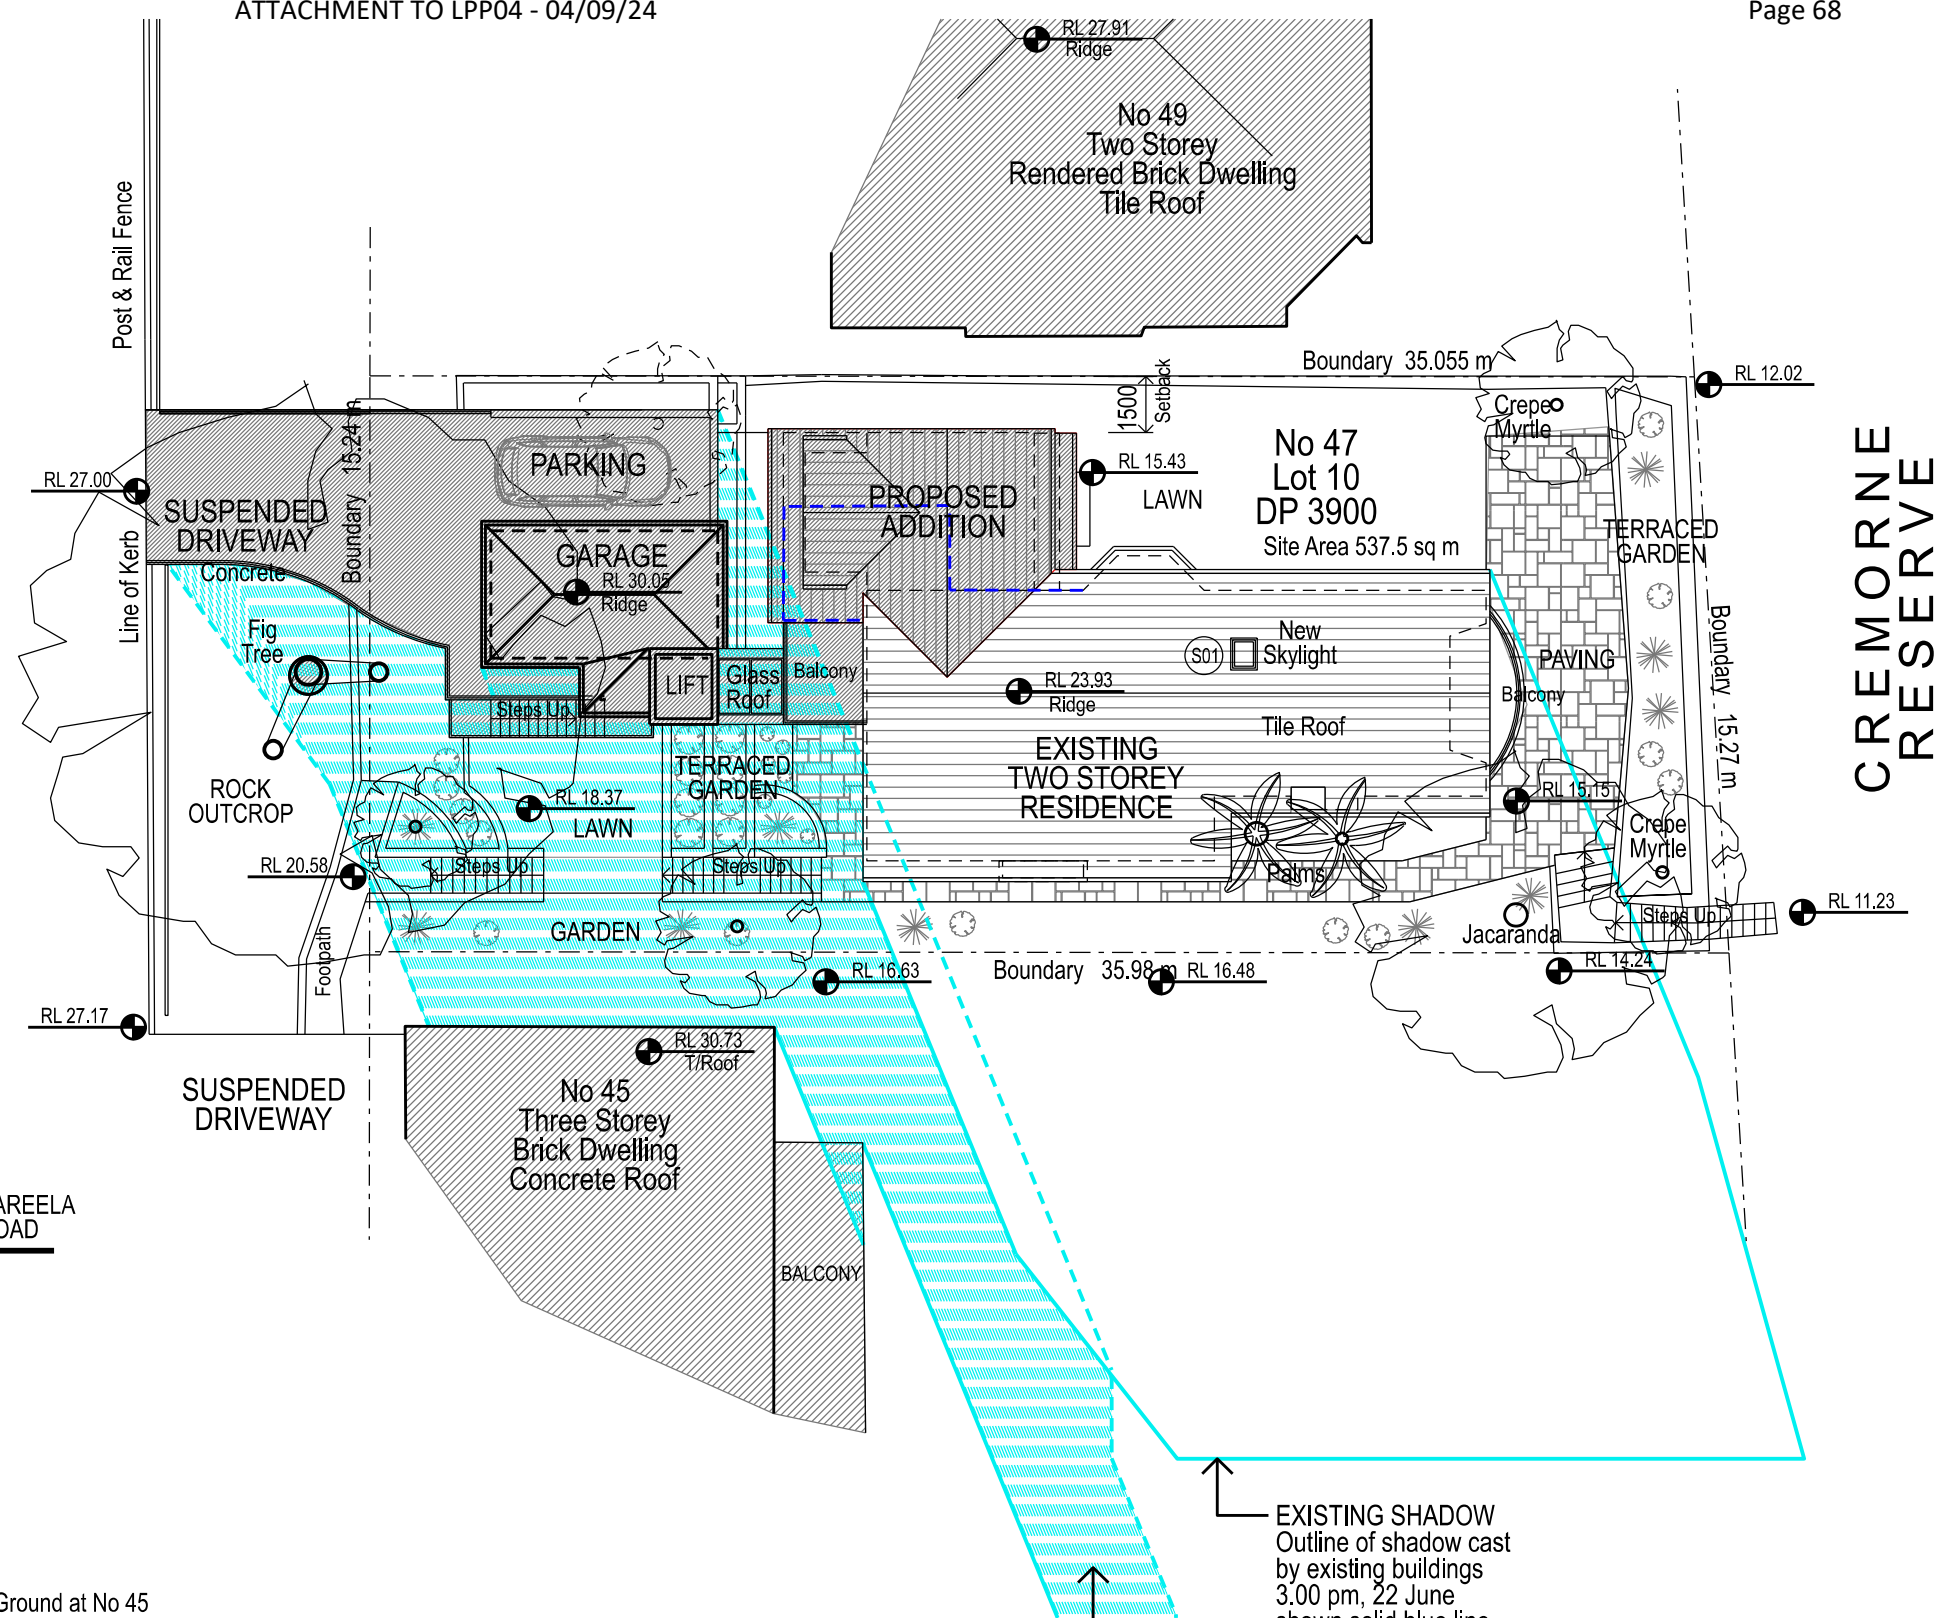 ATTACHMENT TO LPP04 - 04/09/24
Page 68
RL 27.91
Ridge
No 49
Two Storey
Rendered Brick Dwelling
Tile Roof
Post & Rail Fence
Boundary 35.055 m
RL 12.02
1500
Setback
Crepe
Myrtle
Boundary 15.24 m
No 47
Lot 10
DP 3900
Site Area 537.5 sq m
RL 15.43
LAWN
PARKING
RL 27.00
SUSPENDED
DRIVEWAY
Concrete
PROPOSED
ADDITION
TERRACED
GARDEN
CREMORNE
RESERVE
GARAGE
RL 30.05
Ridge
Line of Kerb
Fig
Tree
New
Skylight
S01
PAVING
Boundary 15.27 m
LIFT
Glass
Roof
Balcony
RL 23.93
Ridge
Balcony
Steps Up
Tile Roof
EXISTING
TWO STOREY
RESIDENCE
TERRACED
GARDEN
ROCK
OUTCROP
RL 18.37
LAWN
RL 15.15
Crepe
Myrtle
RL 20.58
Steps Up
Steps Up
Palms
RL 11.23
Steps Up
GARDEN
Jacaranda
Footpath
RL 16.63
Boundary 35.98 m
RL 16.48
RL 14.24
RL 27.17
RL 30.73
T/Roof
SUSPENDED
DRIVEWAY
No 45
Three Storey
Brick Dwelling
Concrete Roof
AREELA
OAD
BALCONY
EXISTING SHADOW
Outline of shadow cast
by existing buildings
3.00 pm, 22 June
shown solid blue line
Ground at No 45